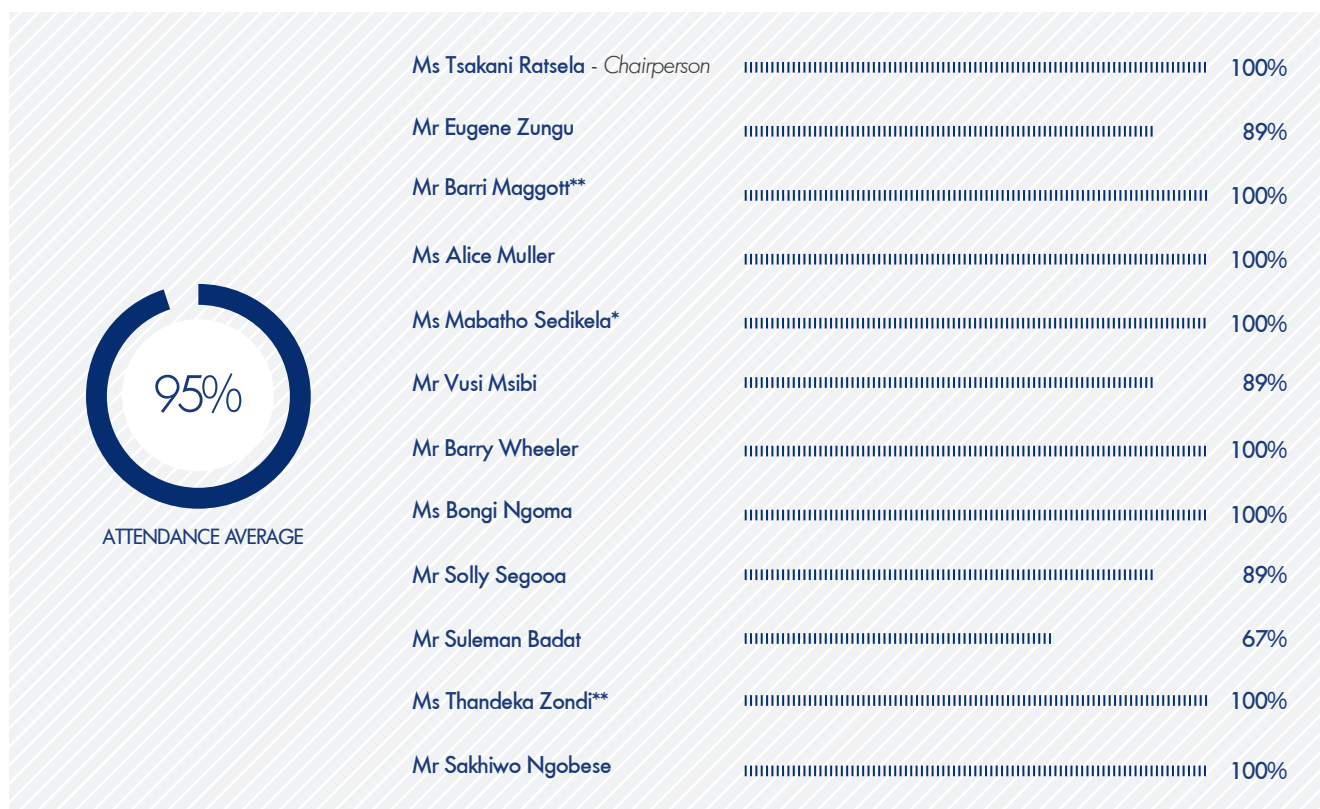 95%
ATTENDANCE AVERAGE
Ms Tsakani Ratsela - Chairperson 100%
Mr Eugene Zungu 89%
Mr Barri Maggott** 100%
Ms Alice Muller 100%
Ms Mabatho Sedikela* 100%
Mr Vusi Msibi 89%
Mr Barry Wheeler 100%
Ms Bongi Ngoma 100%
Mr Solly Segooa 89%
Mr Suleman Badat 67%
Ms Thandeka Zondi** 100%
Mr Sakhiwo Ngobese 100%